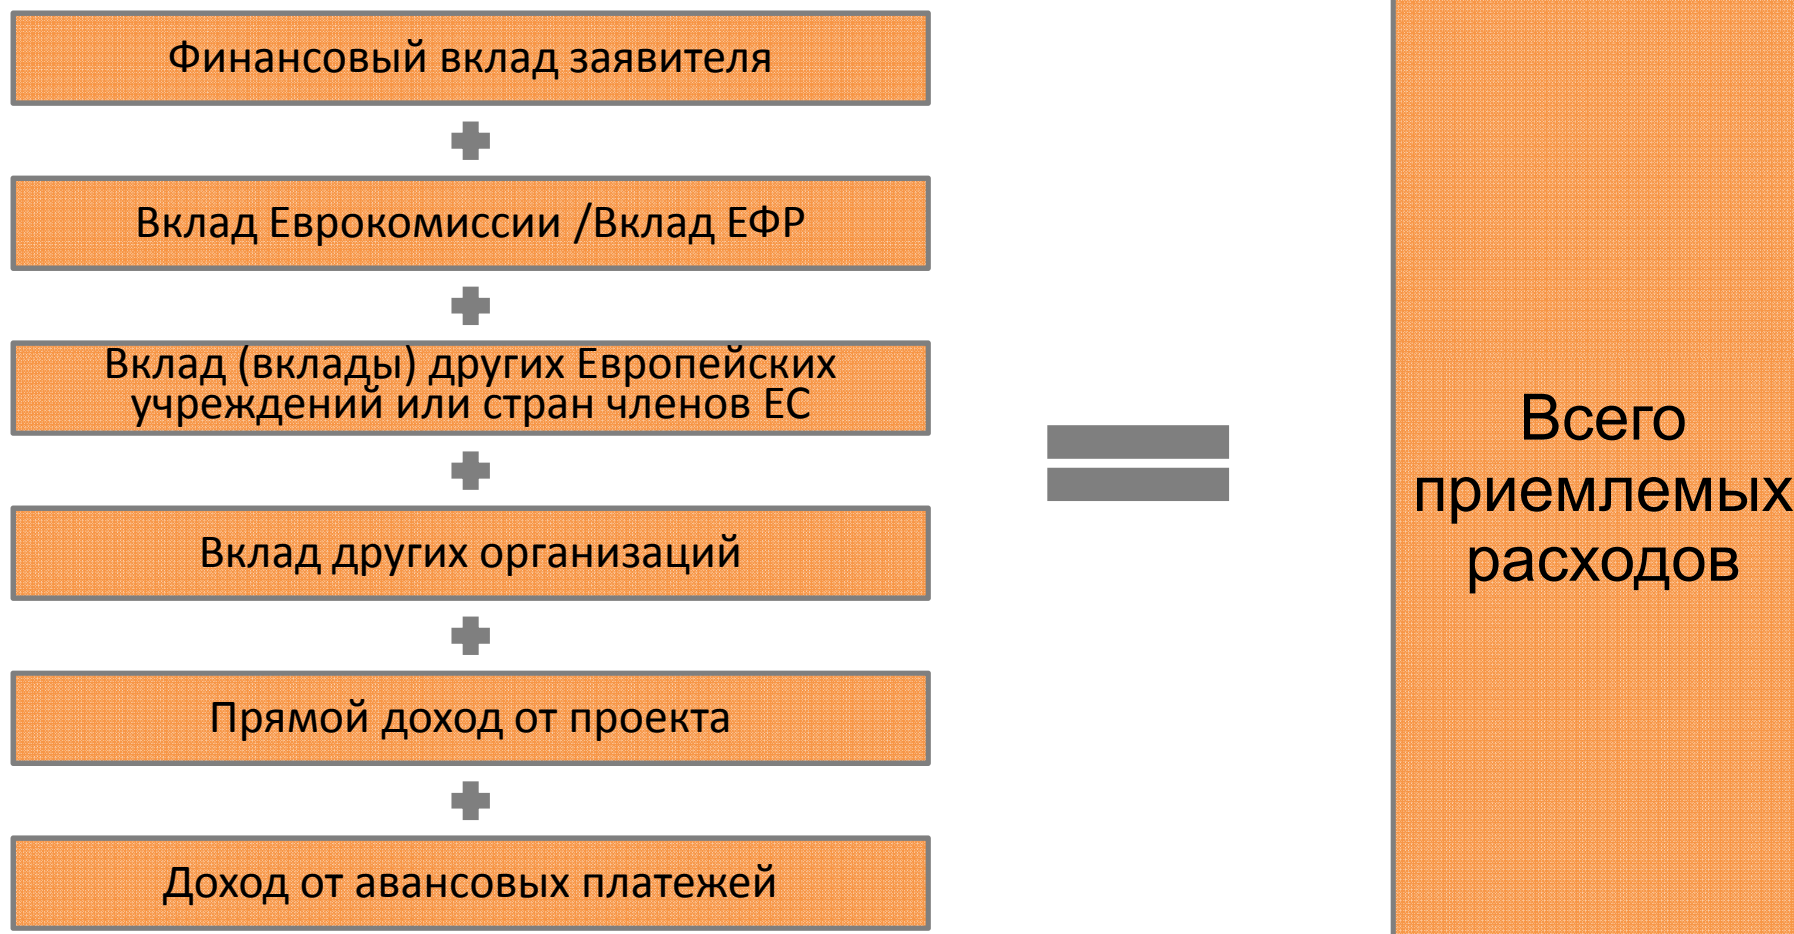 Финансовый вклад заявителя
Вклад Еврокомиссии /Вклад ЕФР
Вклад (вклады) других Европейских
учреждений или стран членов ЕС
Вклад других организаций
Прямой доход от проекта
Доход от авансовых платежей
Всего
приемлемых
расходов